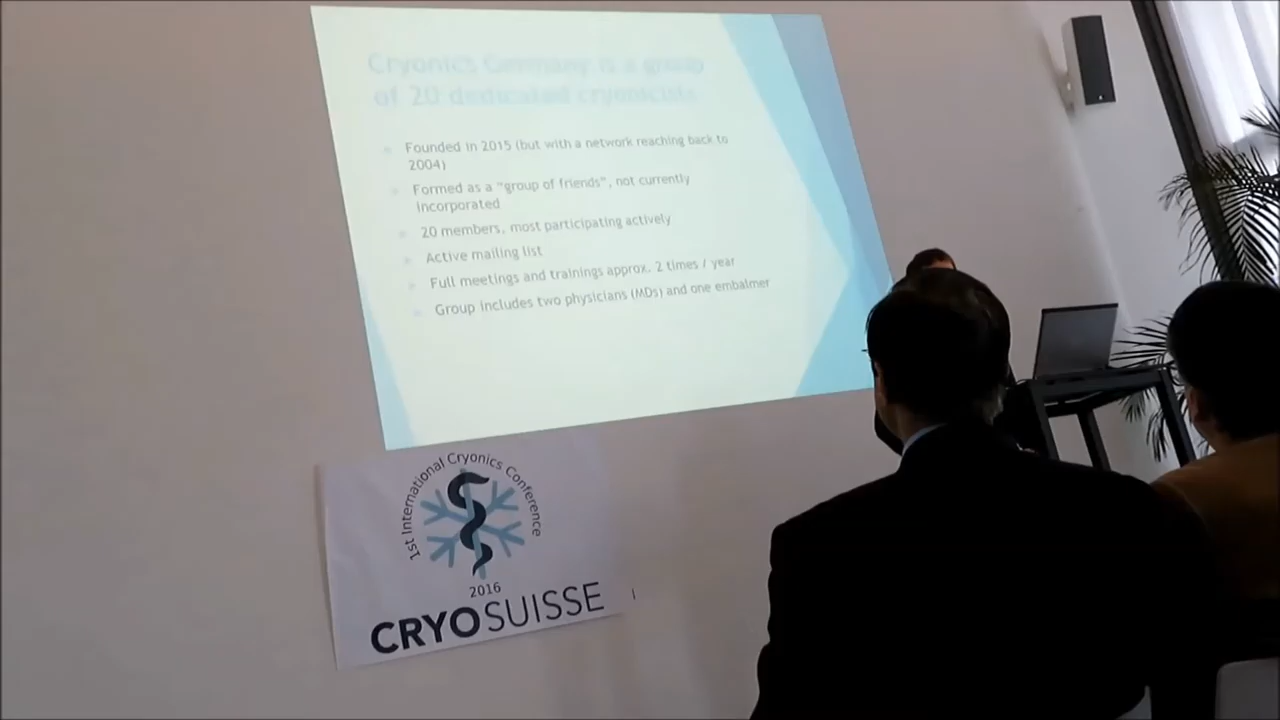 Cryonics Germany is a group
of 20 dedicated cryonicists
Founded in 2015 (but with a network reaching back to
2004)
Formed as a "group of friends", not currently
incorporated
20 members, most participating actively
Active mailing list
Full meetings and trainings approx. 2 times / year
Group includes two physicians (MDs) and one embalmer
1st International Cryonics Conference
2016
CRYOSUISSE